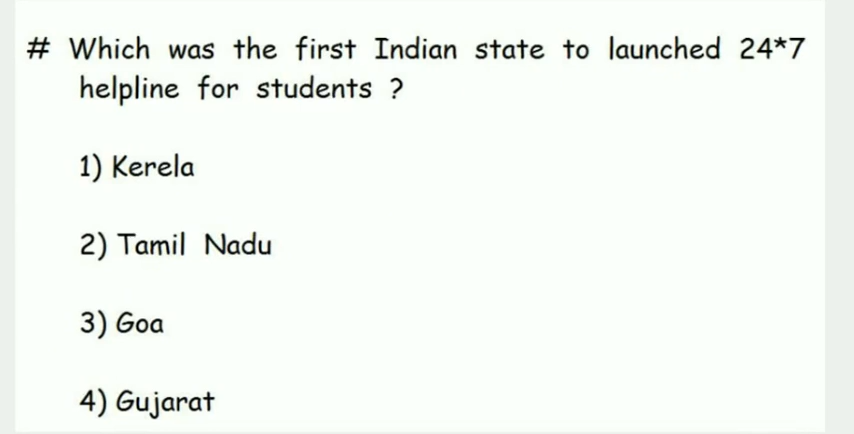 # Which was the first Indian state to launched 24*7
helpline for students ?
1) Kerela
2) Tamil Nadu
3) Goa
4) Gujarat